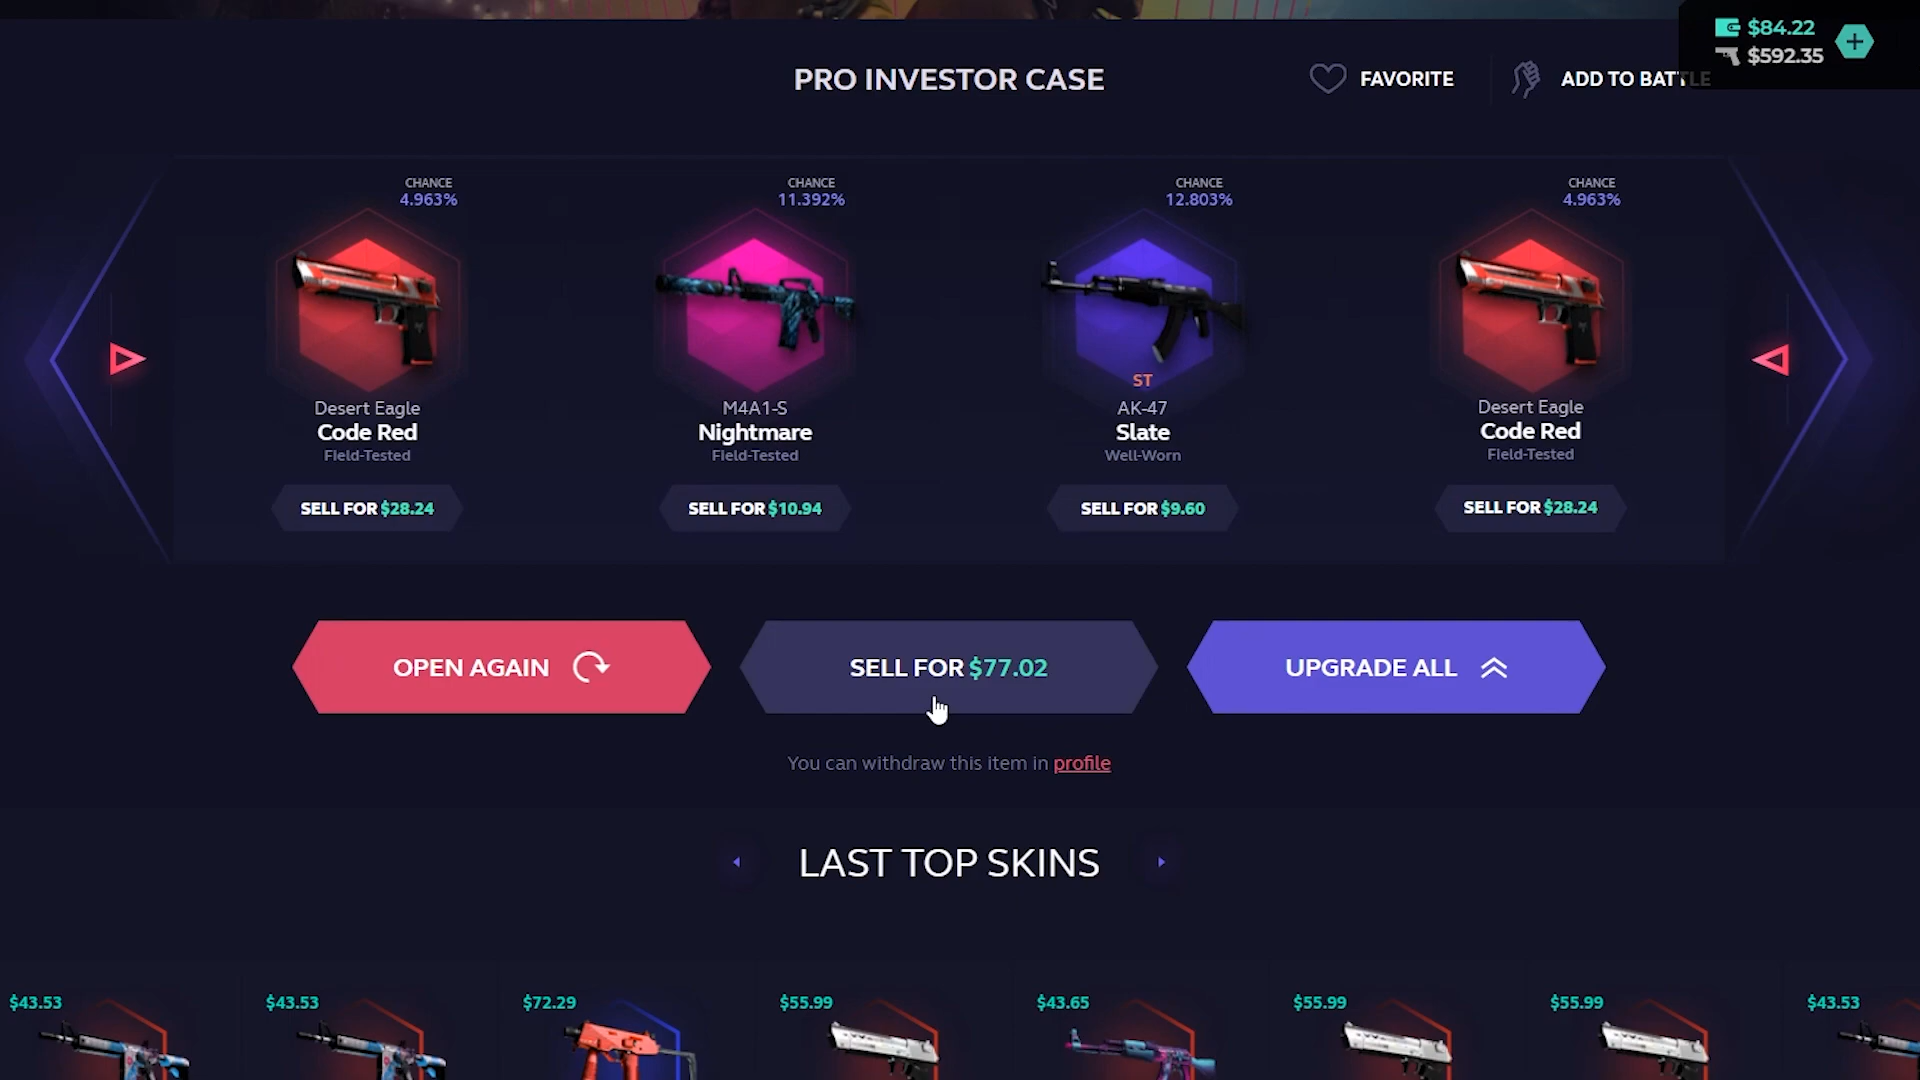 $84.22
$592.35
PRO INVESTOR CASE
FAVORITE
ADD TO BATTLE
CHANCE
4.963%
CHANCE
11.392%
CHANCE
12.803%
CHANCE
4.963%
ST
Desert Eagle
Code Red
Field-Tested
M4A1-S
Nightmare
Field-Tested
AK-47
Slate
Well-Worn
Desert Eagle
Code Red
Field-Tested
SELL FOR $28.24
SELL FOR $10.94
SELL FOR $9.60
SELL FOR $28.24
OPEN AGAIN
SELL FOR $77.02
UPGRADE ALL
You can withdraw this item in profile
LAST TOP SKINS
$43.53
$43.53
$72.29
$55.99
$43.65
$55.99
$55.99
$43.53